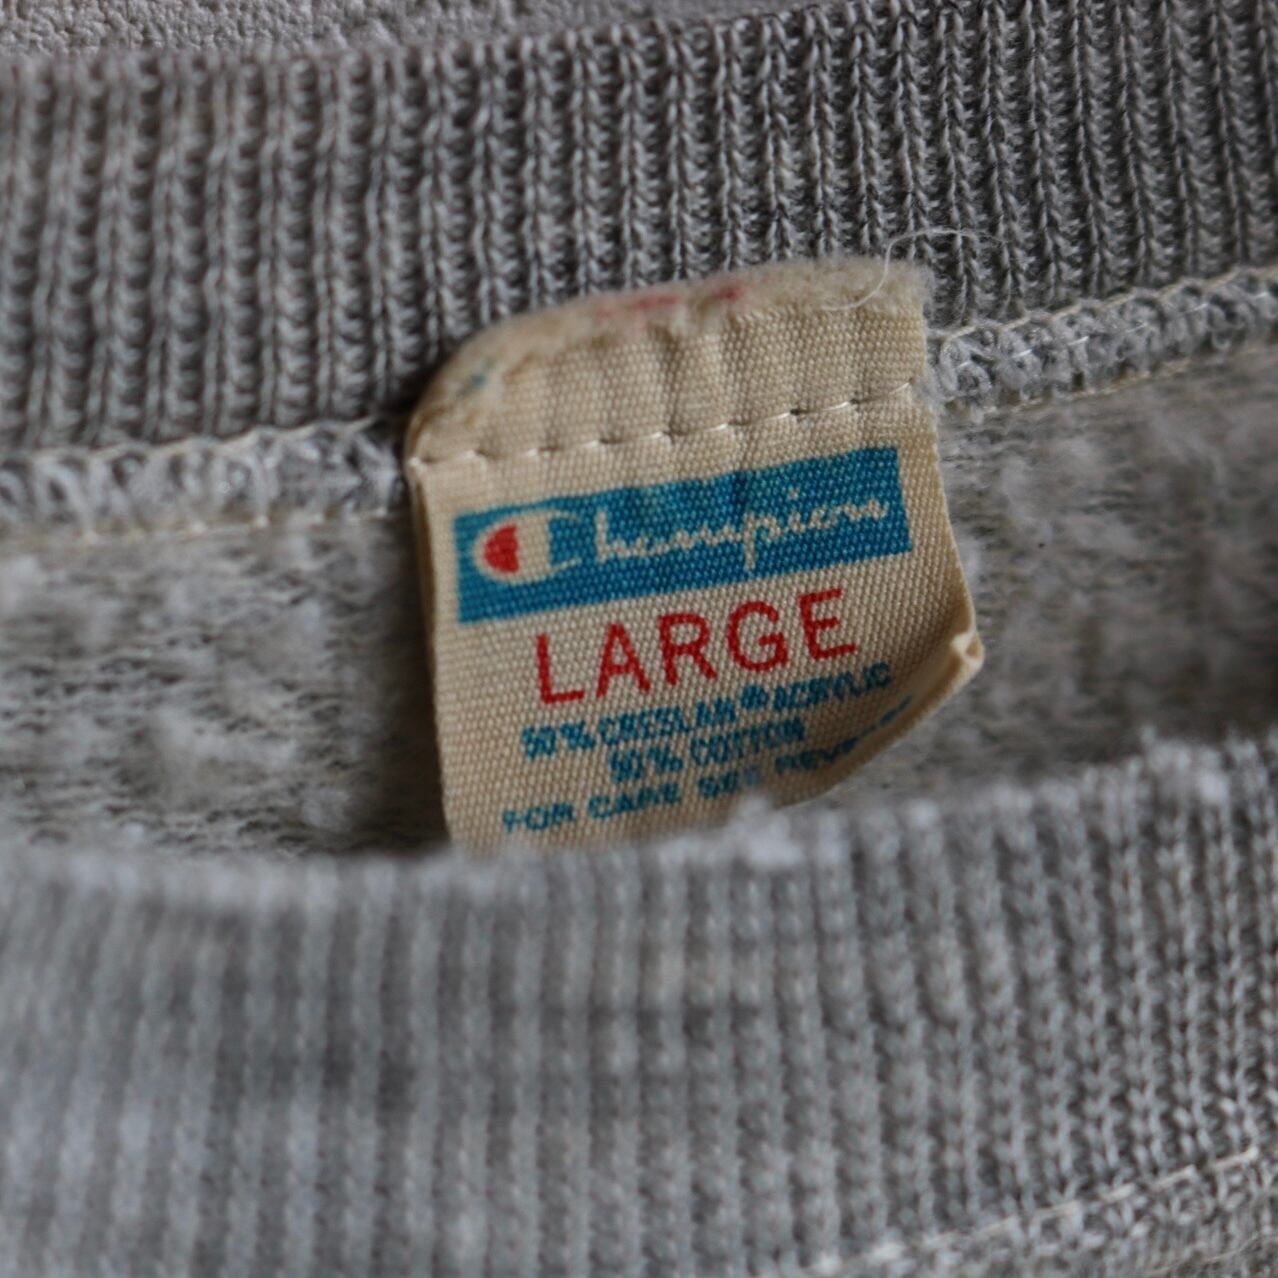 Champion
LARGE
50% CRESLAN® ACRYLIC
50% COTTON
FOR CARE SEE REVERSE